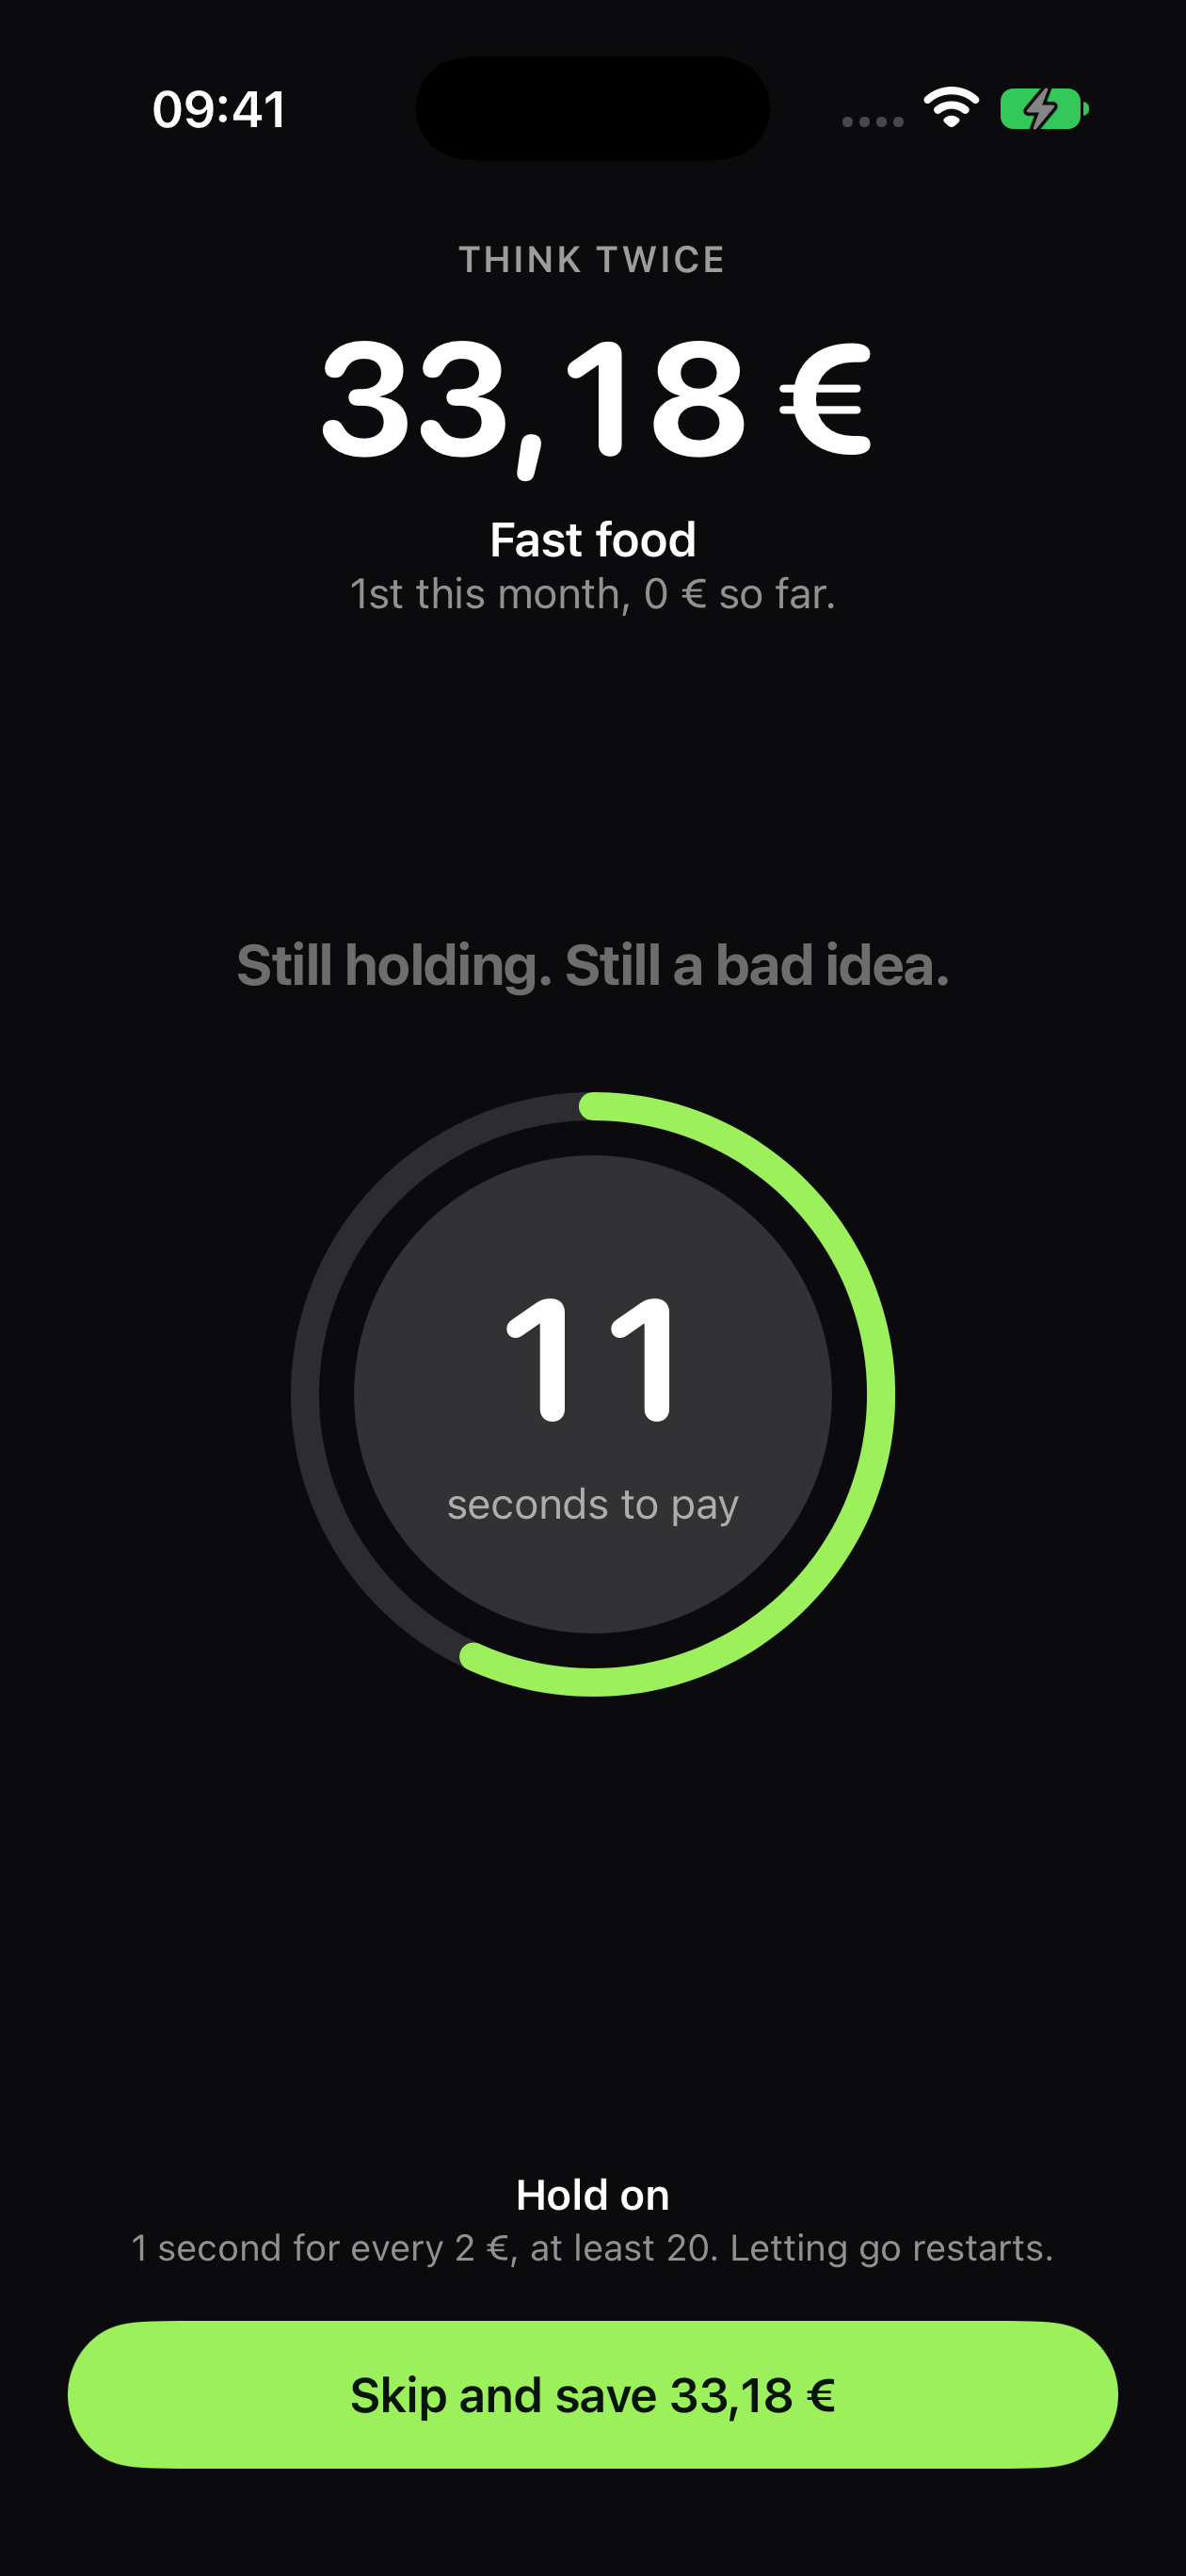 09:41
THINK TWICE
33,18 €
Fast food
1st this month, 0 € so far.
Still holding. Still a bad idea.
11
seconds to pay
Hold on
1 second for every 2 €, at least 20. Letting go restarts.
Skip and save 33,18 €